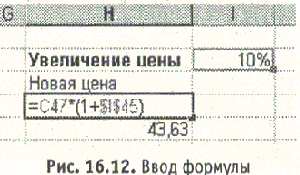 G H I
Увеличение цены 10%
Новая цена
=C47*(1+$I$45)
43,63
Рис. 16.12. Ввод формулы